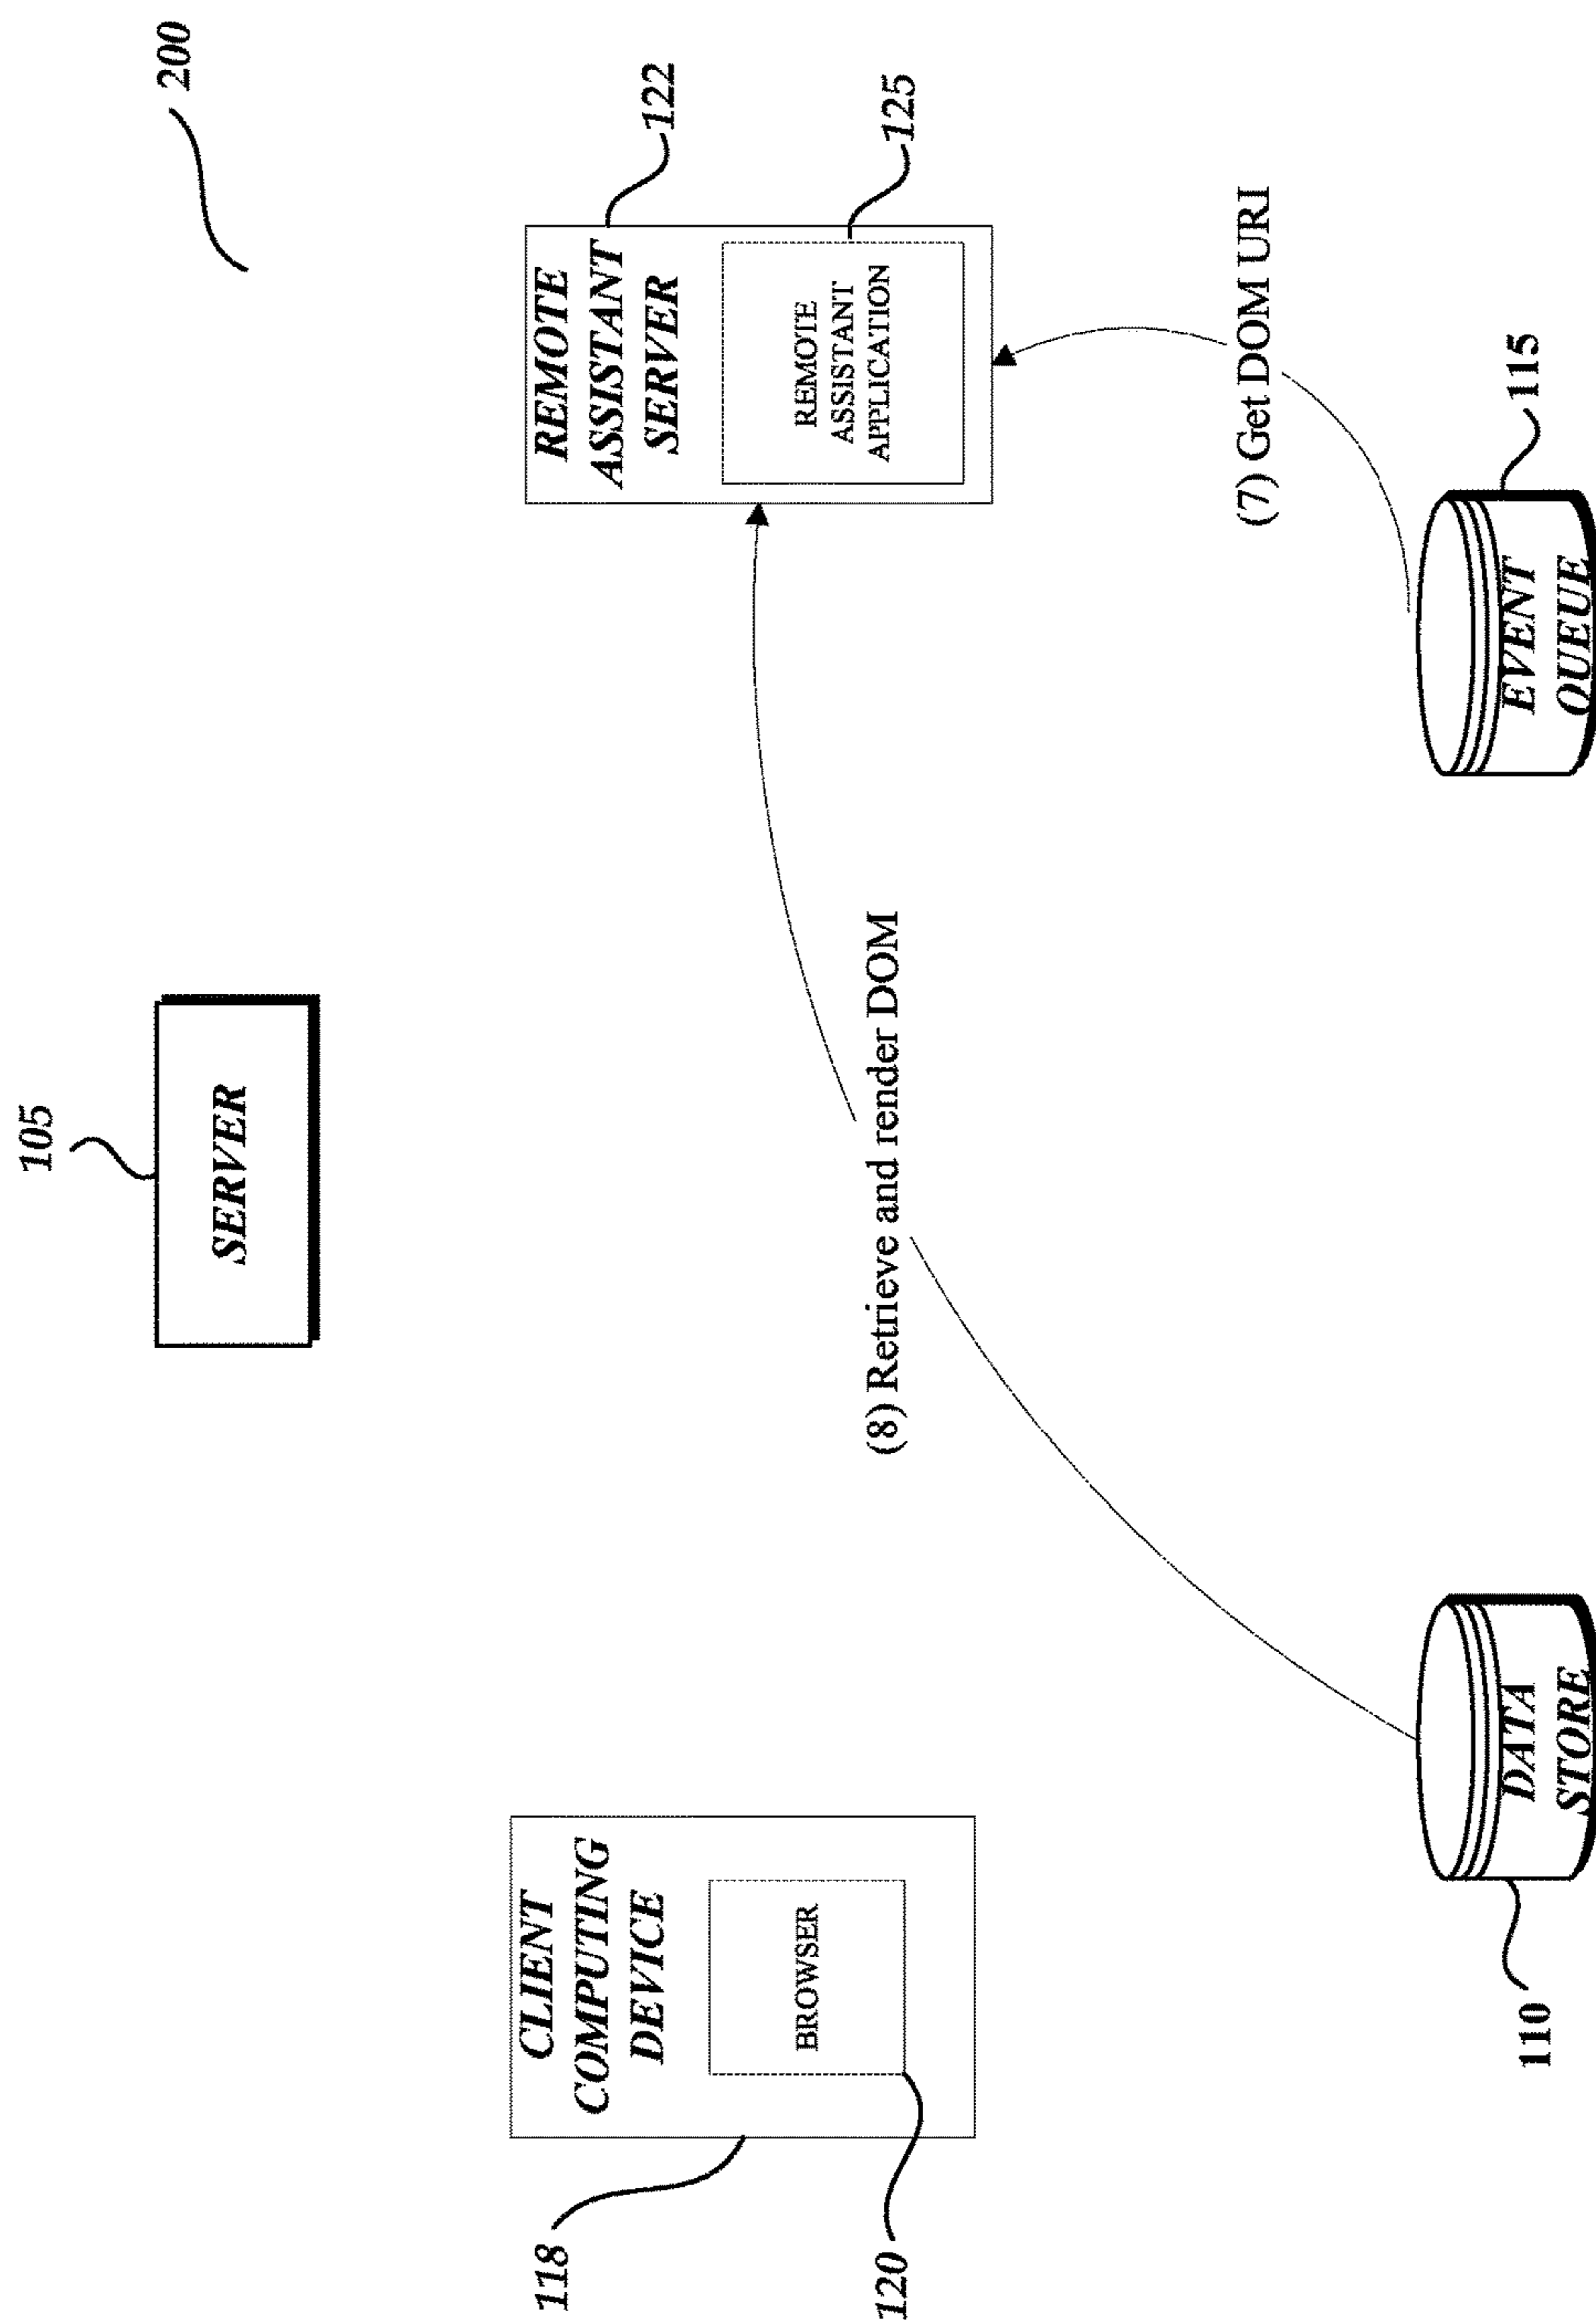 200
105
SERVER
REMOTE
ASSISTANT
SERVER
122
REMOTE
ASSISTANT
APPLICATION
125
CLIENT
COMPUTING
DEVICE
118
BROWSER
120
(8) Retrieve and render DOM
(7) Get DOM URI
DATA
STORE
110
EVENT
QUEUE
115